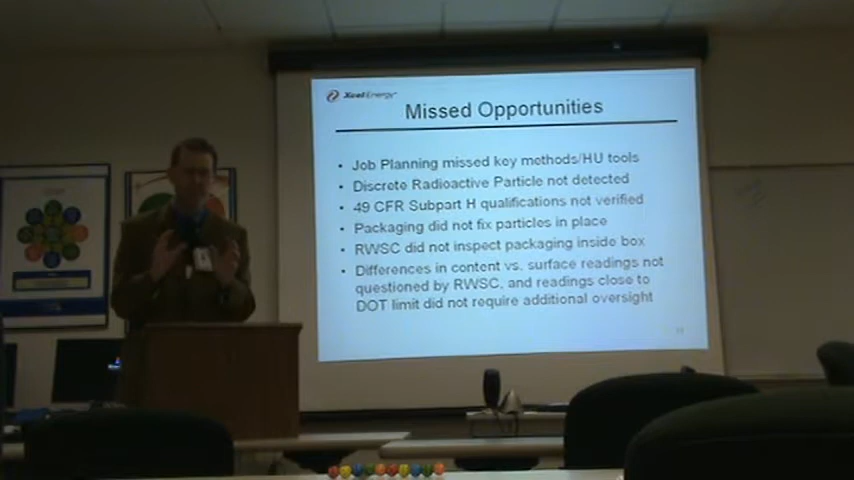 Xcel Energy
Missed Opportunities
• Job Planning missed key methods/HU tools
• Discrete Radioactive Particle not detected
• 49 CFR Subpart H qualifications not verified
• Packaging did not fix particles in place
• RWSC did not inspect packaging inside box
• Differences in content vs. surface readings not
questioned by RWSC, and readings close to
DOT limit did not require additional oversight